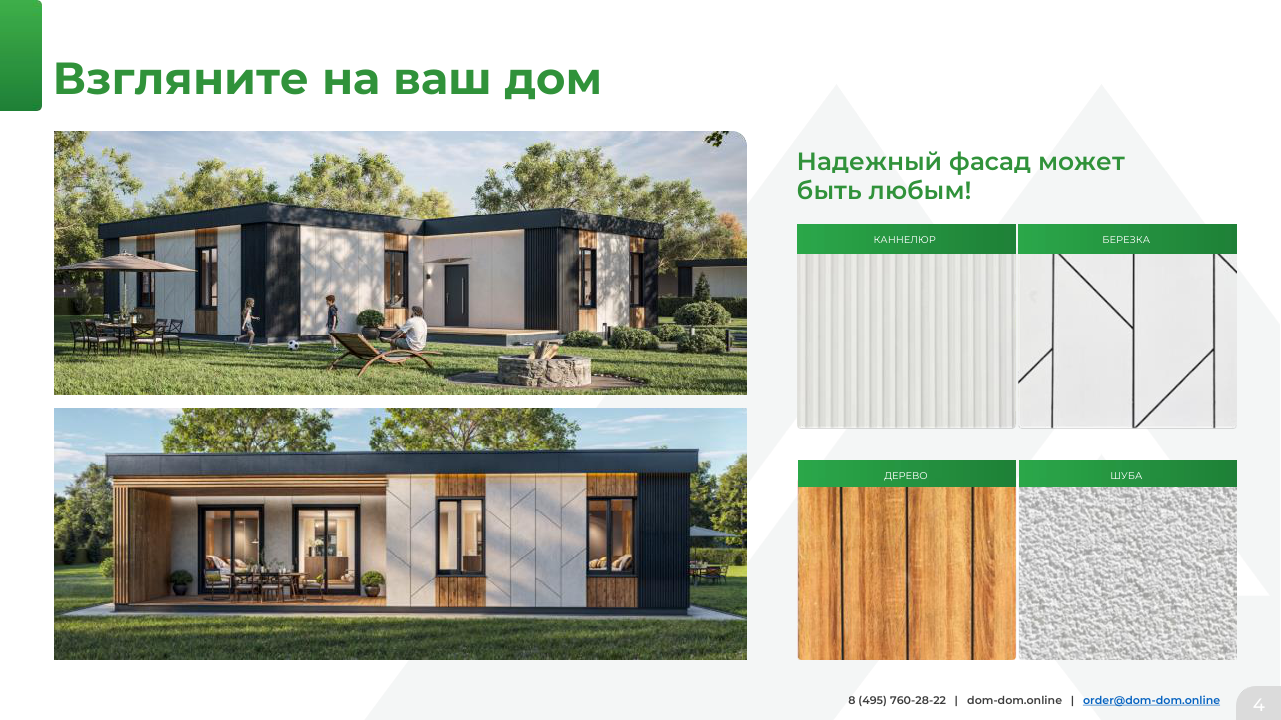 Взгляните на ваш дом
Надежный фасад может
быть любым!
КАННЕЛЮР
БЕРЕЗКА
ДЕРЕВО
ШУБА
8 (495) 760-28-22 | dom-dom.online | order@dom-dom.online
4